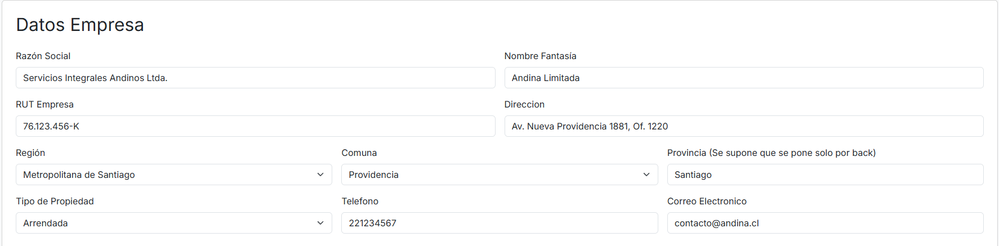 Datos Empresa
Razón Social
Nombre Fantasía
Servicios Integrales Andinos Ltda.
Andina Limitada
RUT Empresa
Direccion
76.123.456-K
Av. Nueva Providencia 1881, Of. 1220
Región
Comuna
Provincia (Se supone que se pone solo por back)
Metropolitana de Santiago
Providencia
Santiago
Tipo de Propiedad
Telefono
Correo Electronico
Arrendada
221234567
contacto@andina.cl